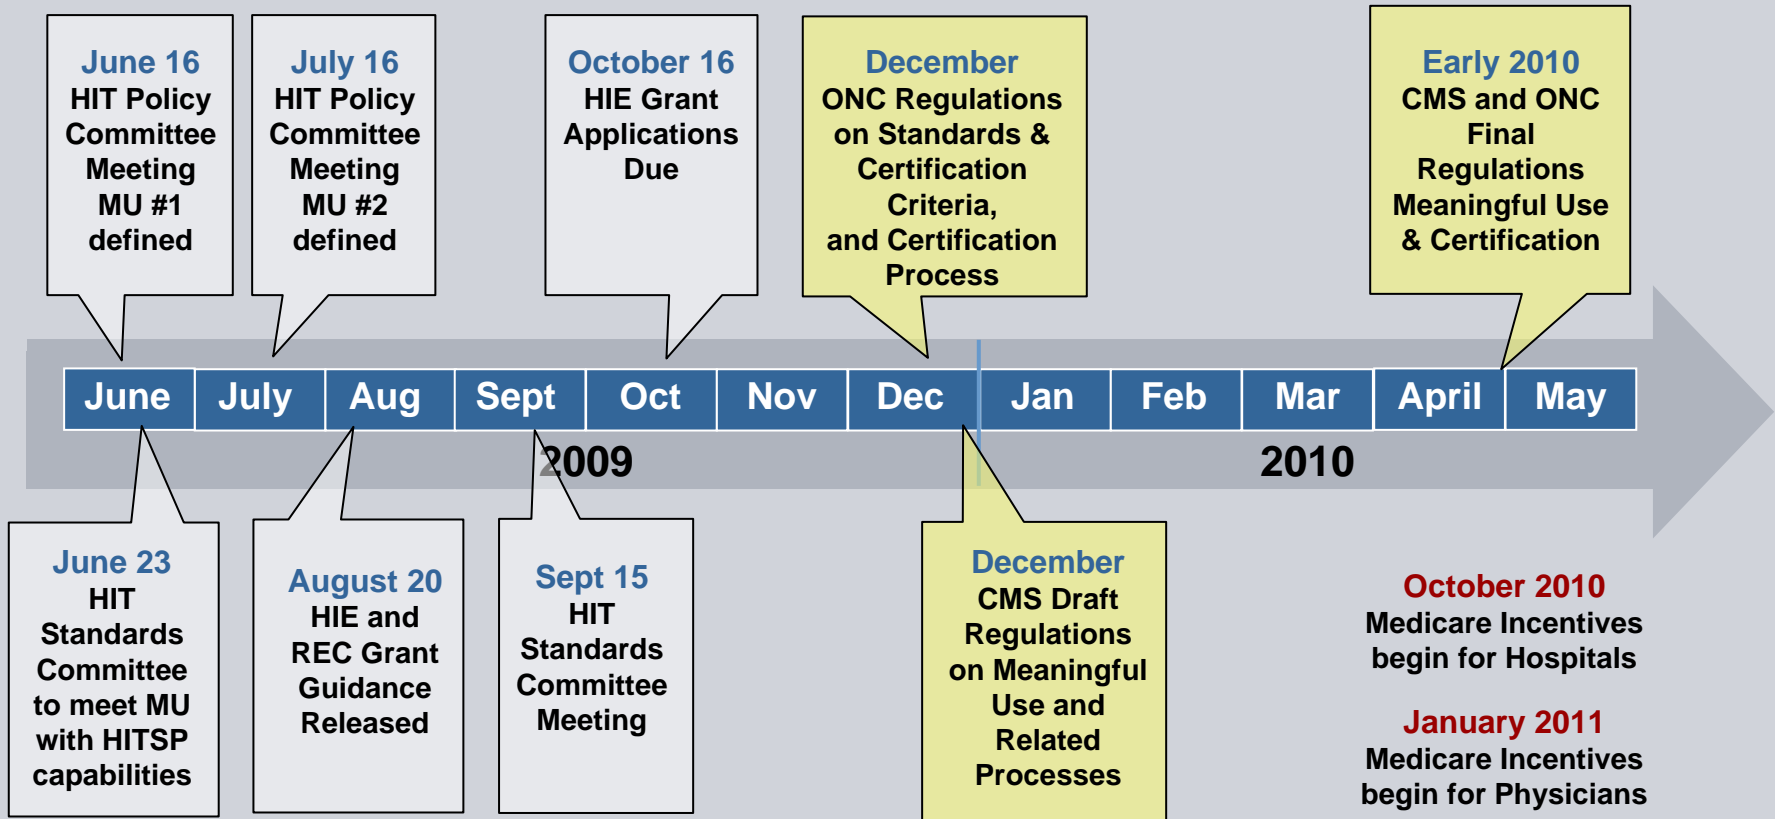 June 16
HIT Policy
Committee
Meeting
MU #1
defined
July 16
HIT Policy
Committee
Meeting
MU #2
defined
October 16
HIE Grant
Applications
Due
December
ONC Regulations
on Standards &
Certification
Criteria,
and Certification
Process
Early 2010
CMS and ONC
Final
Regulations
Meaningful Use
& Certification
June July Aug Sept Oct Nov Dec Jan Feb Mar April May
2009 2010
June 23
HIT
Standards
Committee
to meet MU
with HITSP
capabilities
August 20
HIE and
REC Grant
Guidance
Released
Sept 15
HIT
Standards
Committee
Meeting
December
CMS Draft
Regulations
on Meaningful
Use and
Related
Processes
October 2010
Medicare Incentives
begin for Hospitals
January 2011
Medicare Incentives
begin for Physicians